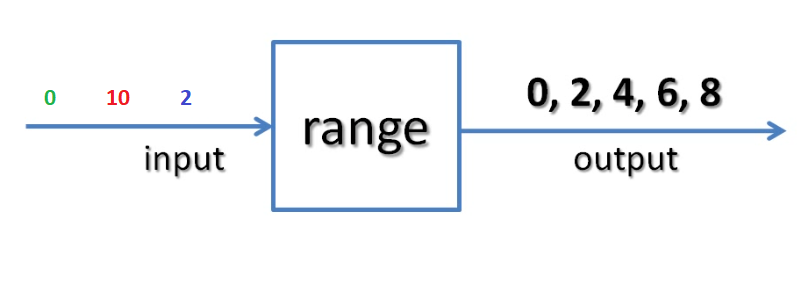 0 10 2
input
range
0, 2, 4, 6, 8
output